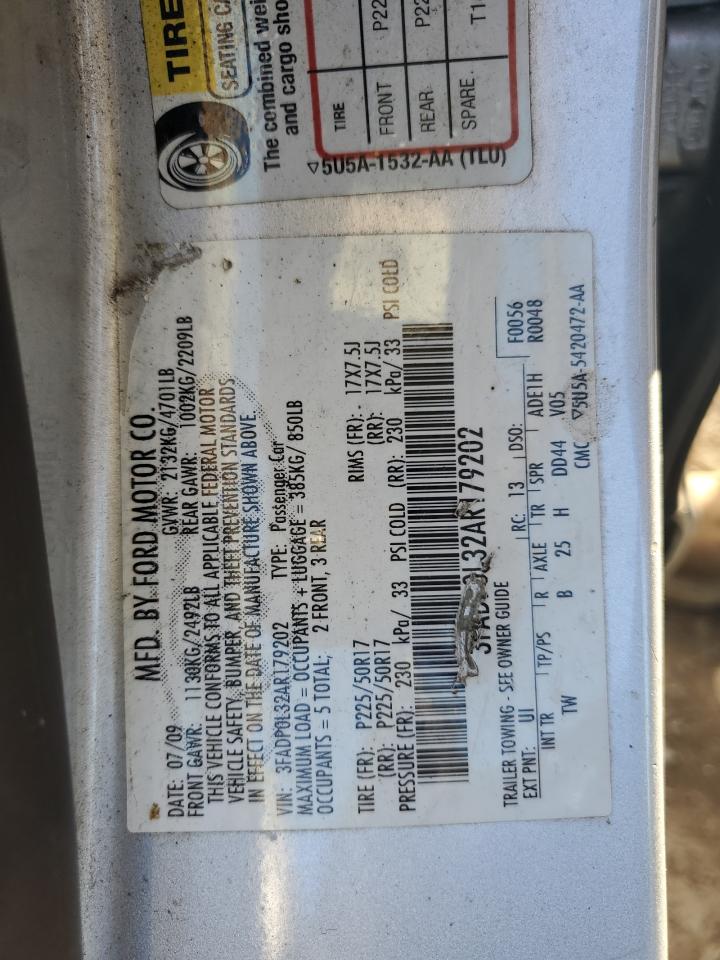 MFD. BY FORD MOTOR CO.
DATE: 07/09 GVWR: 2132KG/4701LB
FRONT GAWR: 1130KG/2492LB REAR GAWR: 1002KG/2209LB
THIS VEHICLE CONFORMS TO ALL APPLICABLE FEDERAL MOTOR
VEHICLE SAFETY, BUMPER, AND THEFT PREVENTION STANDARDS
IN EFFECT ON THE DATE OF MANUFACTURE SHOWN ABOVE.
VIN: 3FADP0L32AR179202 TYPE: Passenger Car
MAXIMUM LOAD = OCCUPANTS + LUGGAGE = 385KG/ 850LB
OCCUPANTS = 5 TOTAL; 2 FRONT, 3 REAR
TIRE (FR): P225/50R17 RIMS (FR): 17X7.5J
(RR): P225/50R17 (RR): 17X7.5J
PRESSURE (FR): 230 kPa/ 33 PSI COLD (RR): 230 kPa/ 33 PSI COLD
3FADP0L32AR179202
TRAILER TOWING - SEE OWNER GUIDE
EXT PNT: UI RC: 13 DSO: F0056
R0048
INT TR TP/PS R AXLE TR SPR ADE1H
TW B 25 H DD44 V05
CMC ▽5U5A-5420472-AA
TIRE
SEATING CA
The combined wei
and cargo sho
TIRE
FRONT P22
REAR P22
SPARE T1
▽5U5A-1532-AA (TLU)